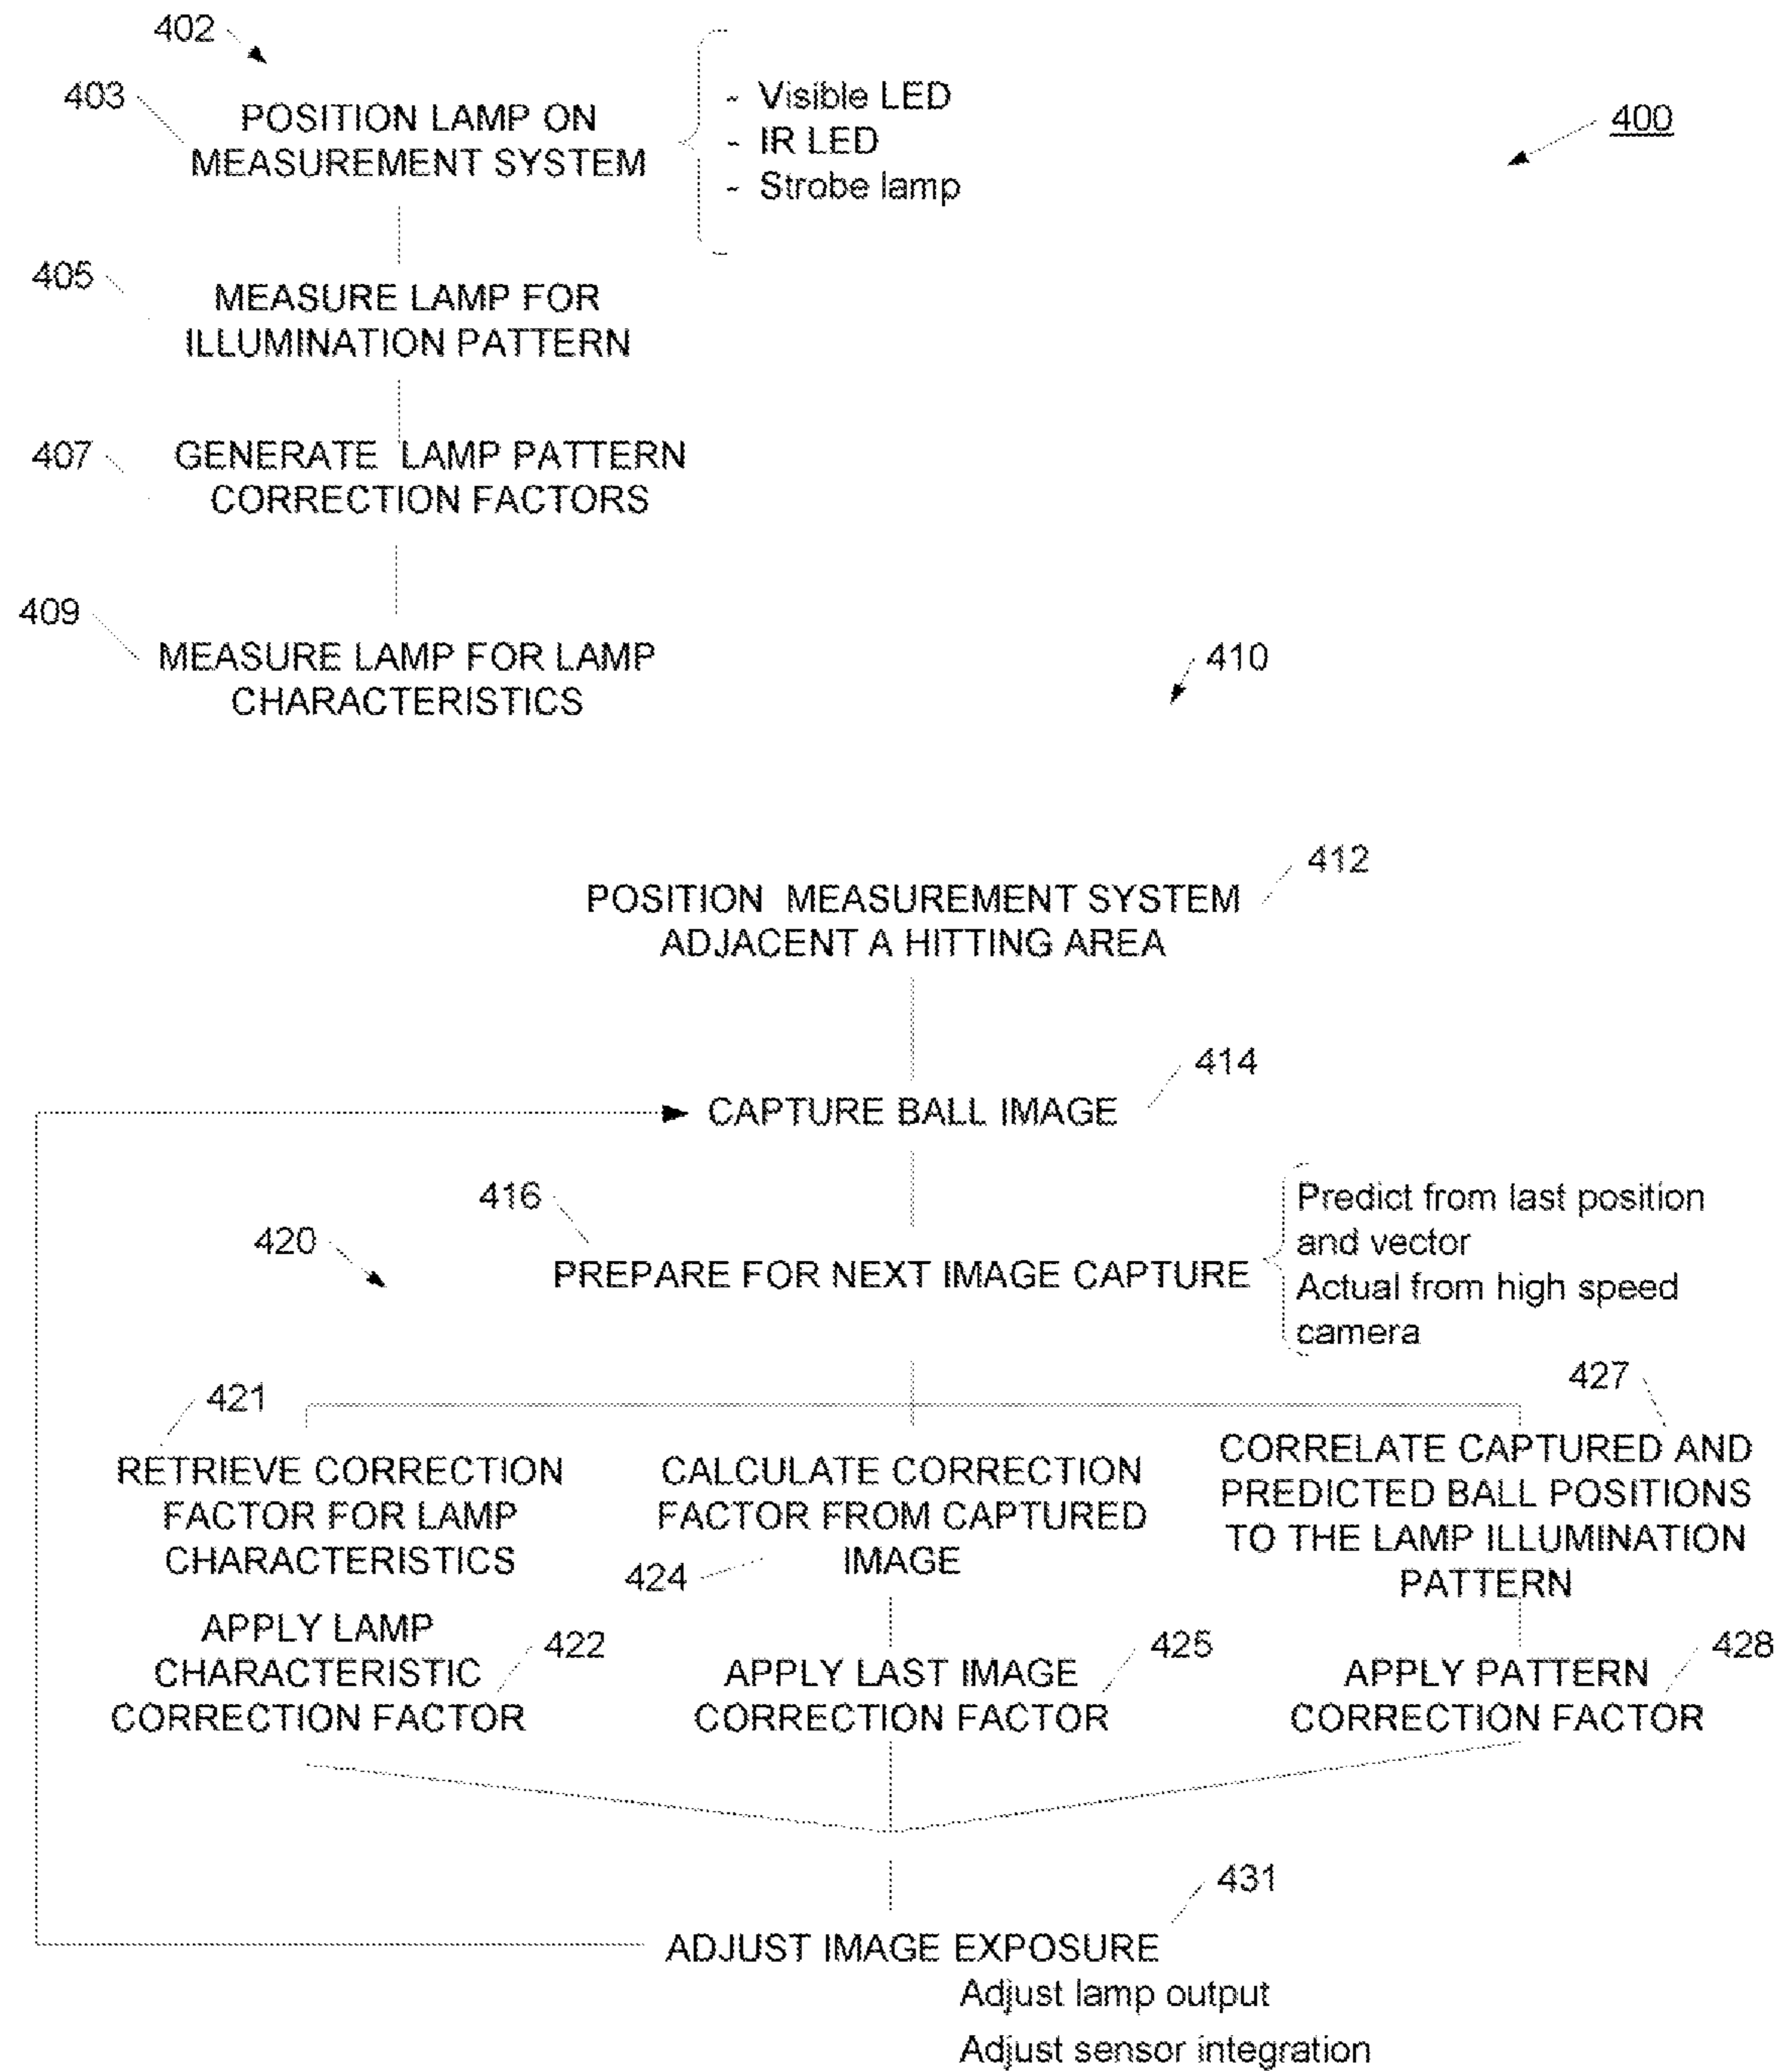 402
403
POSITION LAMP ON
MEASUREMENT SYSTEM
- Visible LED
- IR LED
- Strobe lamp
400
405
MEASURE LAMP FOR
ILLUMINATION PATTERN
407
GENERATE LAMP PATTERN
CORRECTION FACTORS
409
MEASURE LAMP FOR LAMP
CHARACTERISTICS
410
412
POSITION MEASUREMENT SYSTEM
ADJACENT A HITTING AREA
414
CAPTURE BALL IMAGE
416
420
PREPARE FOR NEXT IMAGE CAPTURE
Predict from last position
and vector
Actual from high speed
camera
421
RETRIEVE CORRECTION
FACTOR FOR LAMP
CHARACTERISTICS
CALCULATE CORRECTION
FACTOR FROM CAPTURED
IMAGE
424
427
CORRELATE CAPTURED AND
PREDICTED BALL POSITIONS
TO THE LAMP ILLUMINATION
PATTERN
APPLY LAMP
CHARACTERISTIC
CORRECTION FACTOR
422
APPLY LAST IMAGE
CORRECTION FACTOR
425
APPLY PATTERN
CORRECTION FACTOR
428
431
ADJUST IMAGE EXPOSURE
Adjust lamp output
Adjust sensor integration